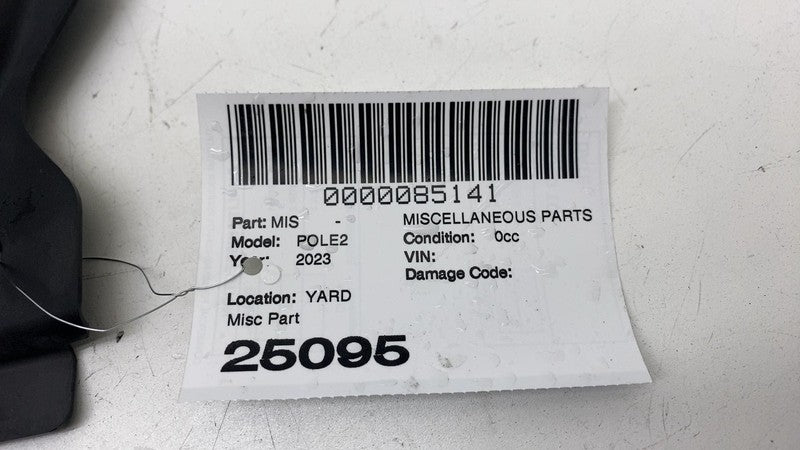 0000085141
Part: MIS - MISCELLANEOUS PARTS
Model: POLE2 Condition: 0cc
Year: 2023 VIN:
Damage Code:
Location: YARD
Misc Part
25095